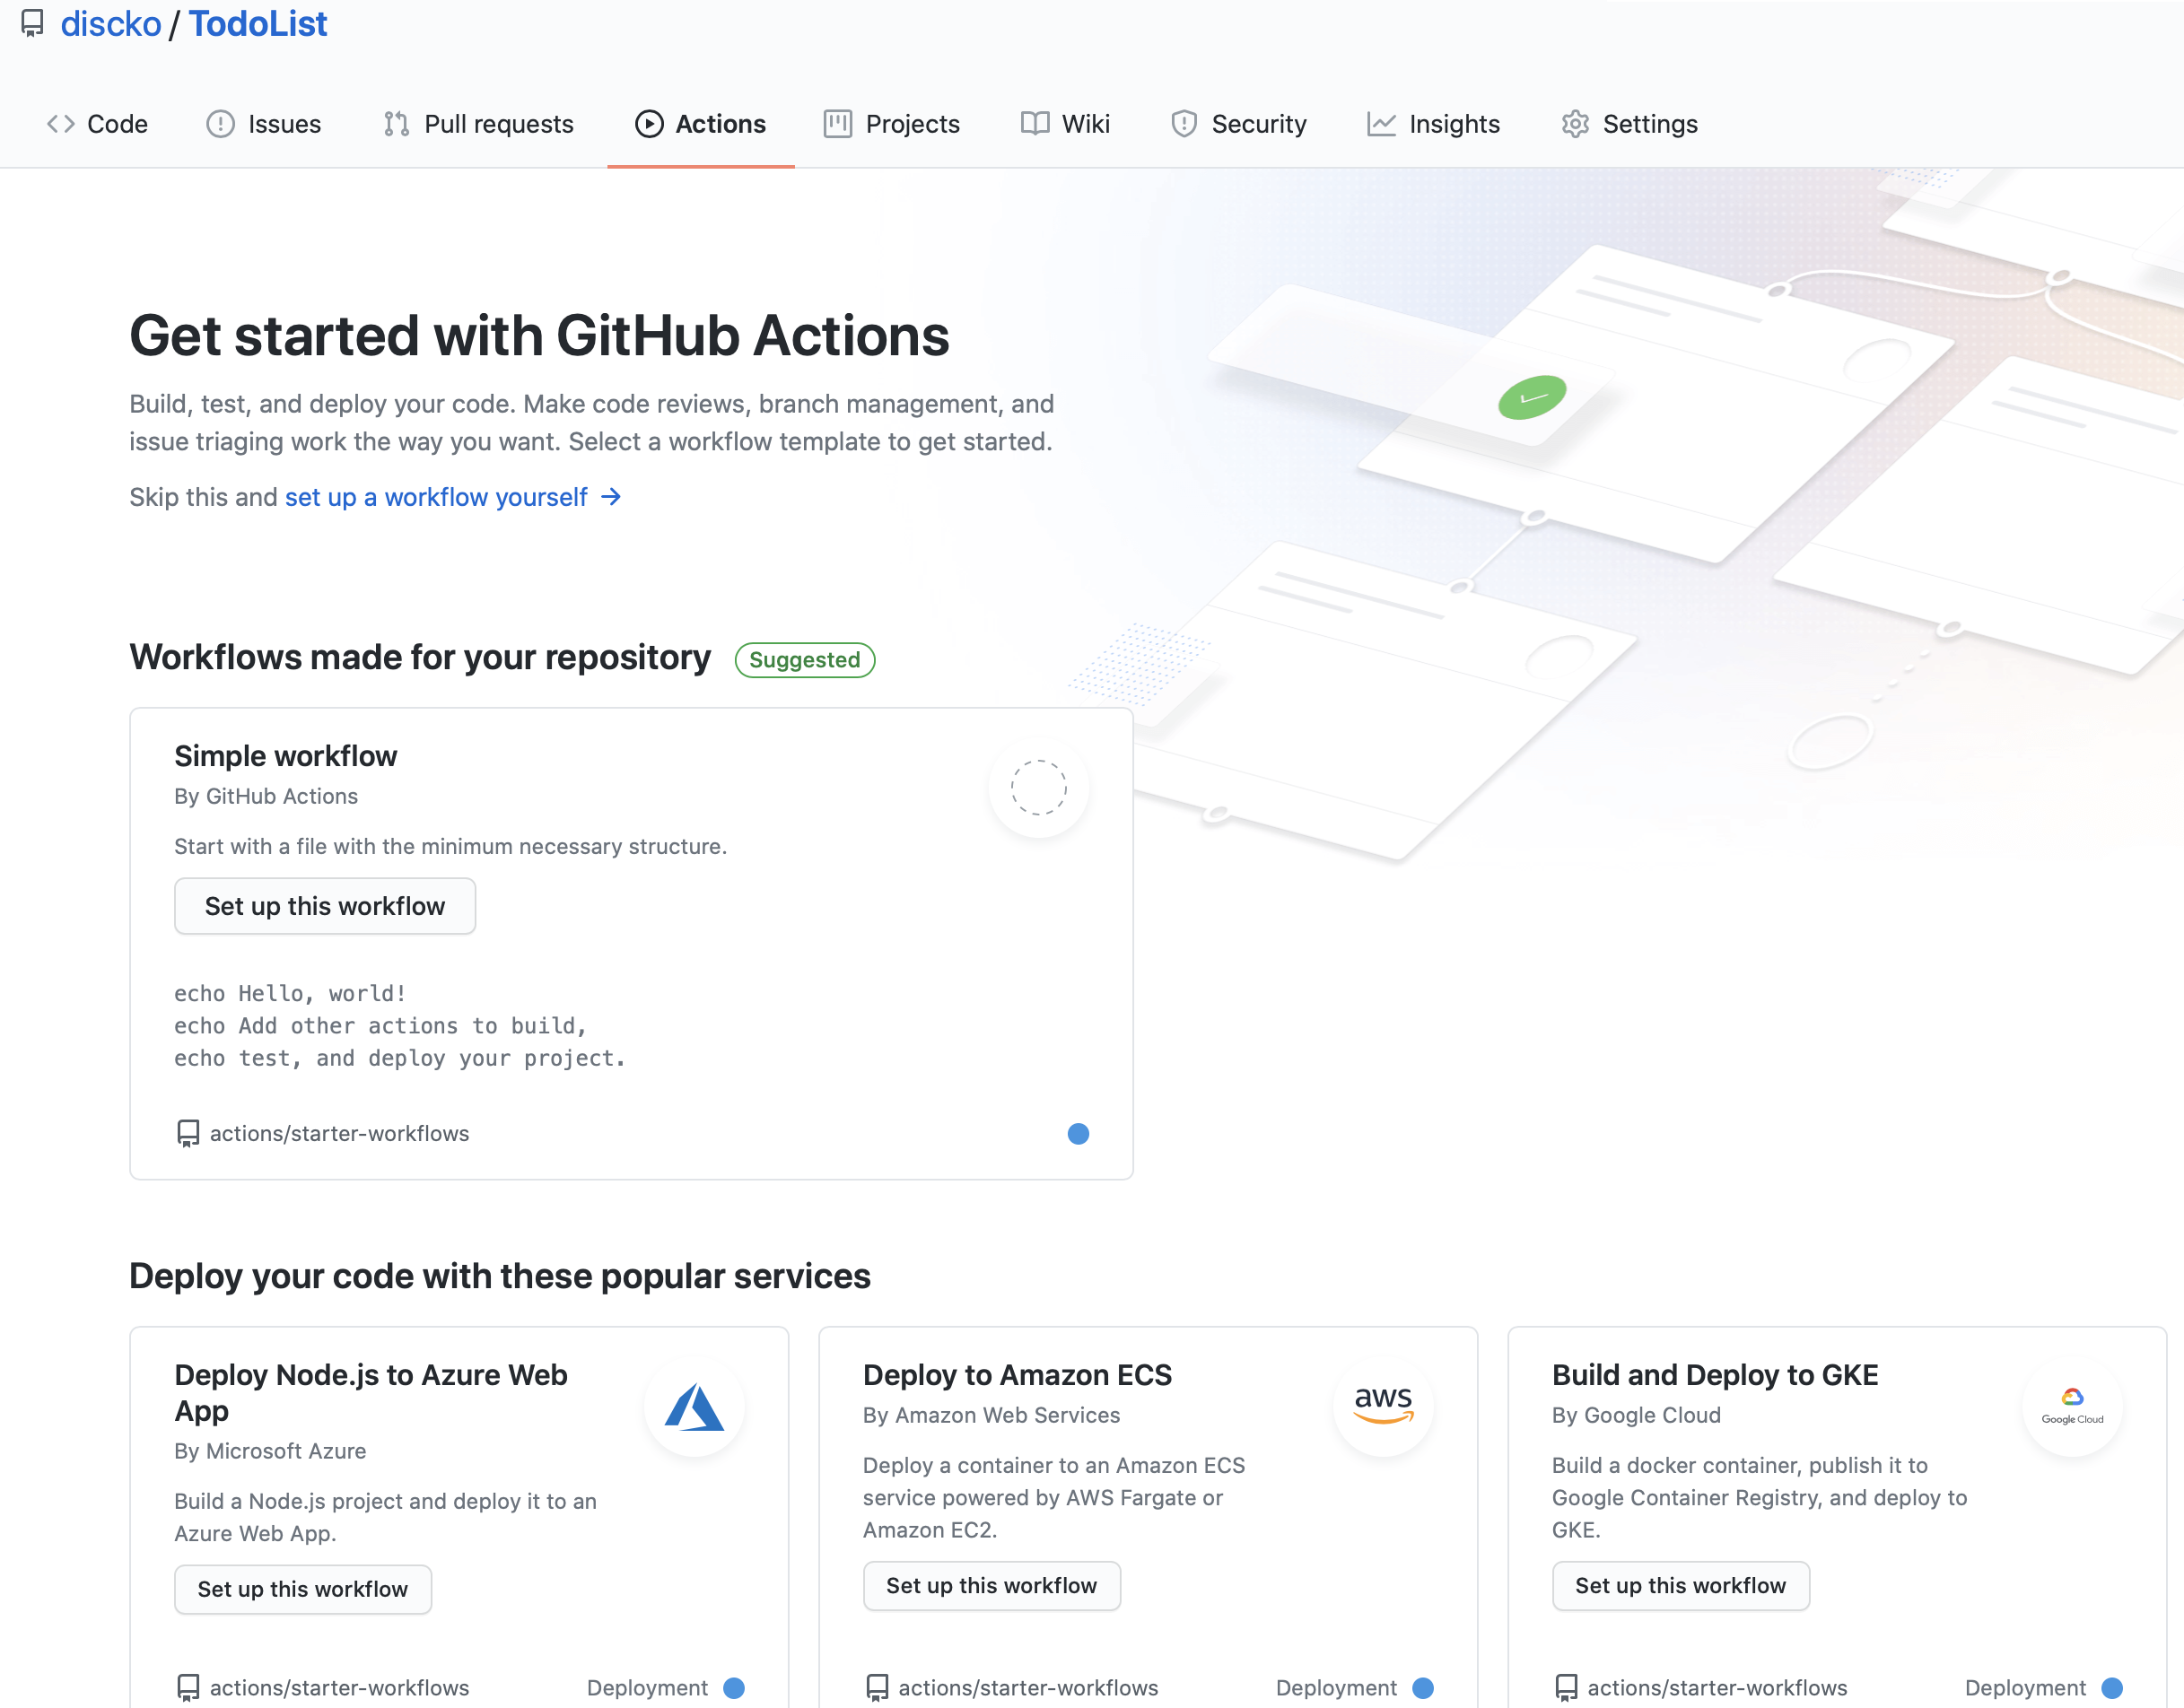 discko / TodoList
Code Issues Pull requests Actions Projects Wiki Security Insights Settings
Get started with GitHub Actions
Build, test, and deploy your code. Make code reviews, branch management, and
issue triaging work the way you want. Select a workflow template to get started.
Skip this and set up a workflow yourself →
Workflows made for your repository Suggested
Simple workflow
By GitHub Actions
Start with a file with the minimum necessary structure.
Set up this workflow
echo Hello, world!
echo Add other actions to build,
echo test, and deploy your project.
actions/starter-workflows
Deploy your code with these popular services
Deploy Node.js to Azure Web
App
By Microsoft Azure
Build a Node.js project and deploy it to an
Azure Web App.
Set up this workflow
actions/starter-workflows Deployment
Deploy to Amazon ECS
By Amazon Web Services
aws
Deploy a container to an Amazon ECS
service powered by AWS Fargate or
Amazon EC2.
Set up this workflow
actions/starter-workflows Deployment
Build and Deploy to GKE
By Google Cloud
Google Cloud
Build a docker container, publish it to
Google Container Registry, and deploy to
GKE.
Set up this workflow
actions/starter-workflows Deployment